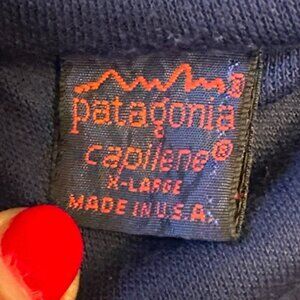 patagonia®
capilene®
X-LARGE
MADE IN U.S.A.